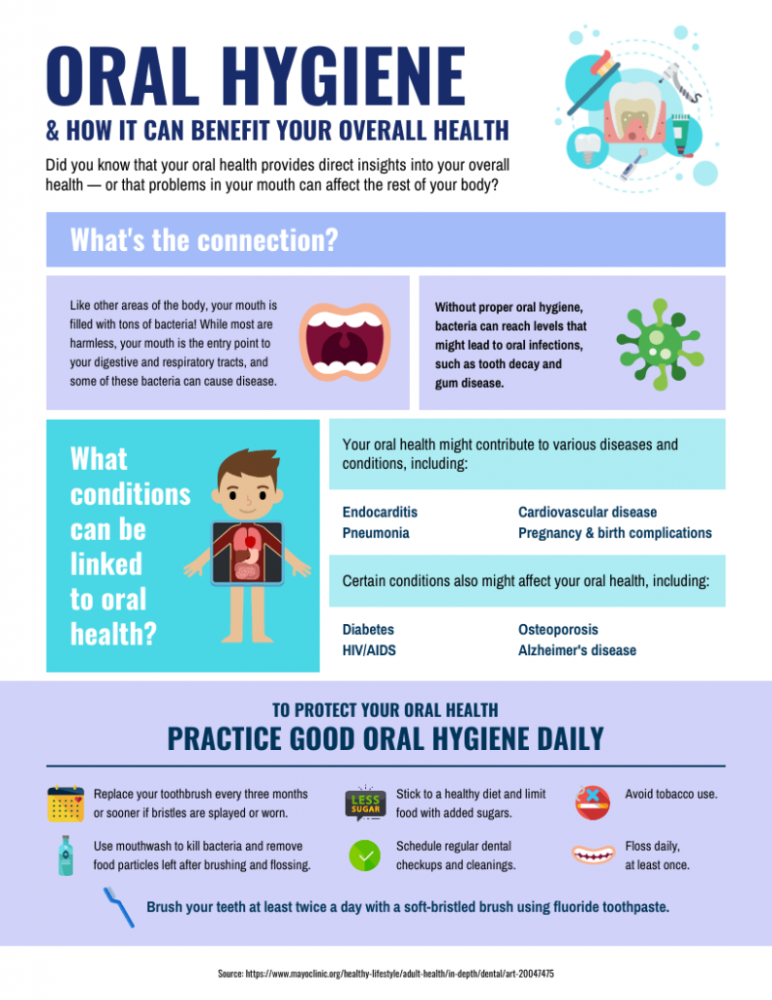 ORAL HYGIENE
& HOW IT CAN BENEFIT YOUR OVERALL HEALTH
Did you know that your oral health provides direct insights into your overall
health — or that problems in your mouth can affect the rest of your body?
What's the connection?
Like other areas of the body, your mouth is
filled with tons of bacteria! While most are
harmless, your mouth is the entry point to
your digestive and respiratory tracts, and
some of these bacteria can cause disease.
Without proper oral hygiene,
bacteria can reach levels that
might lead to oral infections,
such as tooth decay and
gum disease.
What
conditions
can be
linked
to oral
health?
Your oral health might contribute to various diseases and
conditions, including:
Endocarditis
Pneumonia
Cardiovascular disease
Pregnancy & birth complications
Certain conditions also might affect your oral health, including:
Diabetes
HIV/AIDS
Osteoporosis
Alzheimer's disease
TO PROTECT YOUR ORAL HEALTH
PRACTICE GOOD ORAL HYGIENE DAILY
Replace your toothbrush every three months
or sooner if bristles are splayed or worn.
LESS
SUGAR
Stick to a healthy diet and limit
food with added sugars.
Avoid tobacco use.
Use mouthwash to kill bacteria and remove
food particles left after brushing and flossing.
Schedule regular dental
checkups and cleanings.
Floss daily,
at least once.
Brush your teeth at least twice a day with a soft-bristled brush using fluoride toothpaste.
Source: https://www.mayoclinic.org/healthy-lifestyle/adult-health/in-depth/dental/art-20047475